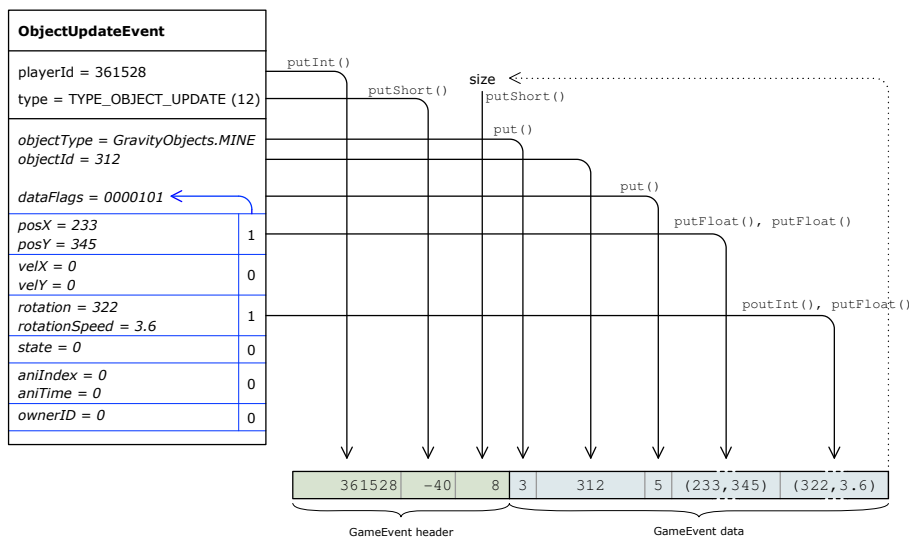 ObjectUpdateEvent
playerId = 361528
type = TYPE_OBJECT_UPDATE (12)
objectType = GravityObjects.MINE
objectId = 312
dataFlags = 0000101
posX = 233
posY = 345
1
velX = 0
velY = 0
0
rotation = 322
rotationSpeed = 3.6
1
state = 0
0
aniIndex = 0
aniTime = 0
0
ownerID = 0
0
putInt()
putShort()
size
putShort()
put()
put()
putFloat(), putFloat()
poutInt(), putFloat()
361528 −40 8 3 312 5 (233,345) (322,3.6)
GameEvent header
GameEvent data